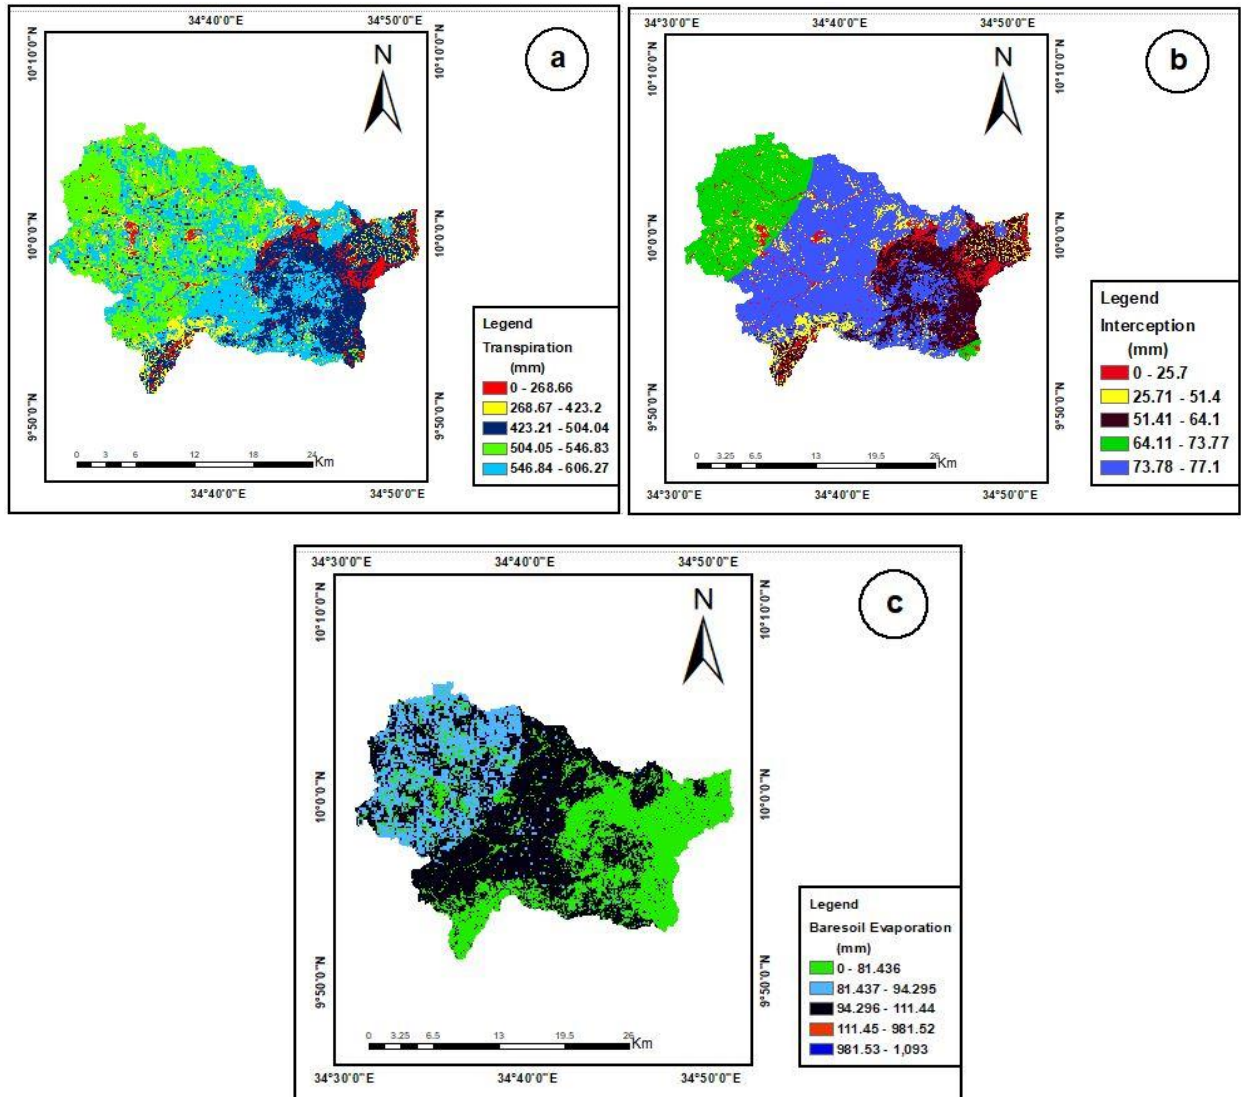 34°40'0"E 34°50'0"E
10°10'0"N 10°10'0"N
N
a
10°0'0"N 10°0'0"N
Legend
Transpiration
(mm)
0 - 268.66
268.67 - 423.2
423.21 - 504.04
504.05 - 546.83
546.84 - 606.27
9°50'0"N 9°50'0"N
0 3 6 12 18 24
Km
34°40'0"E 34°50'0"E
34°30'0"E 34°40'0"E 34°50'0"E
10°10'0"N 10°10'0"N
N
b
10°0'0"N 10°0'0"N
Legend
Interception
(mm)
0 - 25.7
25.71 - 51.4
51.41 - 64.1
64.11 - 73.77
73.78 - 77.1
9°50'0"N 9°50'0"N
0 3.25 6.5 13 19.5 26
Km
34°30'0"E 34°40'0"E 34°50'0"E
34°30'0"E 34°40'0"E 34°50'0"E
10°10'0"N 10°10'0"N
N
c
10°0'0"N 10°0'0"N
Legend
Baresoil Evaporation
(mm)
0 - 81.436
81.437 - 94.295
94.296 - 111.44
111.45 - 981.52
981.53 - 1,093
9°50'0"N 9°50'0"N
0 3.25 6.5 13 19.5 26
Km
34°30'0"E 34°40'0"E 34°50'0"E